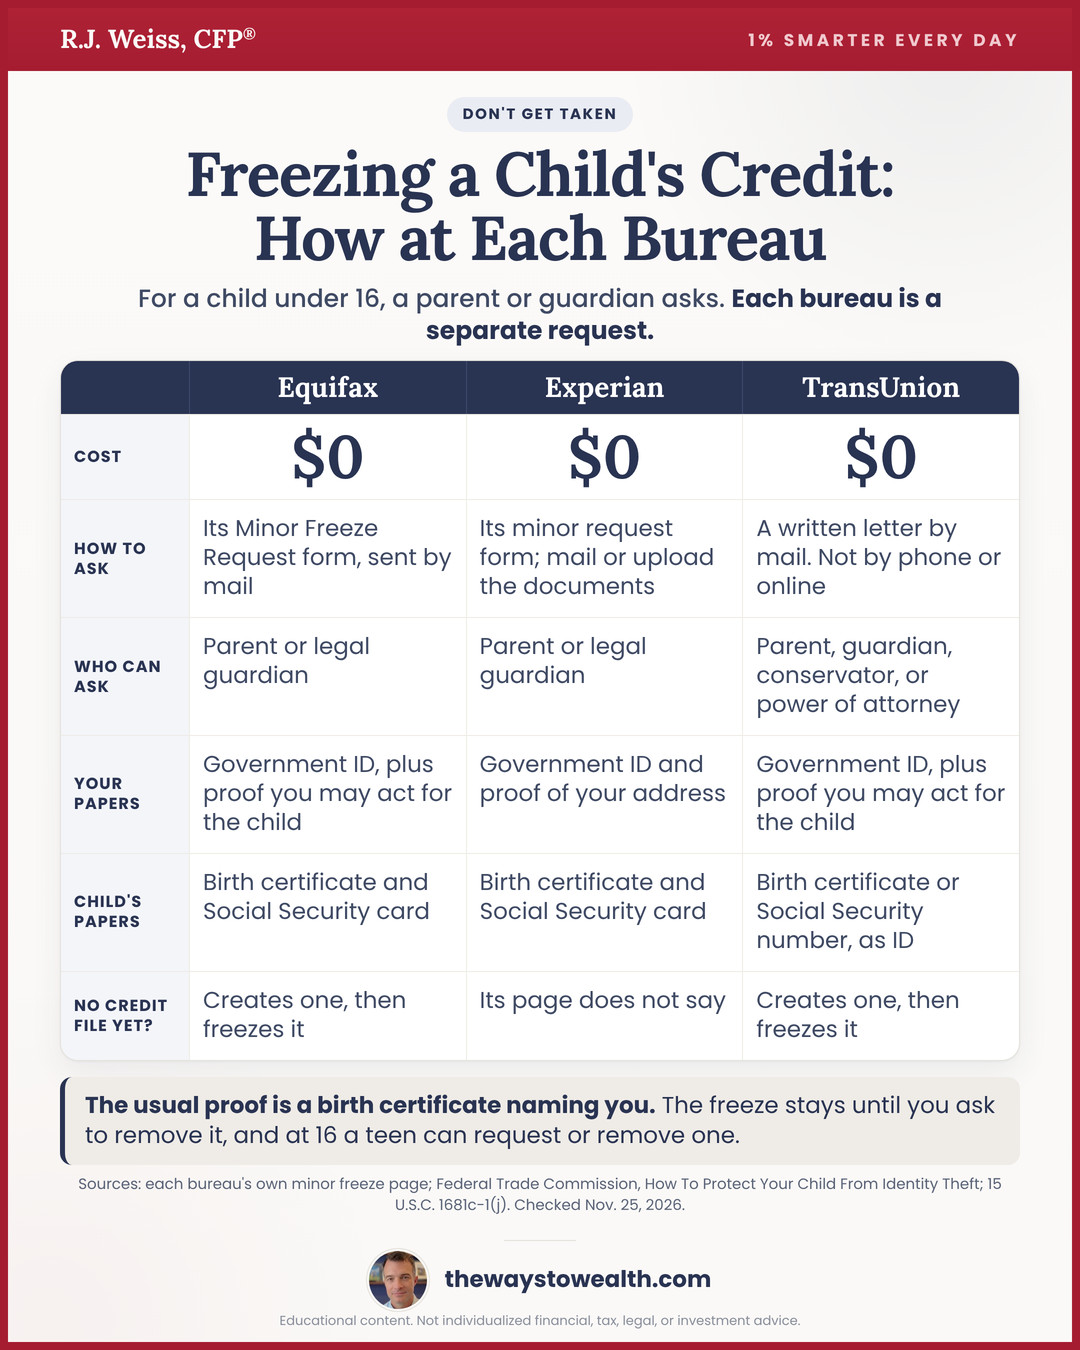 R.J. Weiss, CFP®
1% SMARTER EVERY DAY
DON'T GET TAKEN
Freezing a Child's Credit:
How at Each Bureau
For a child under 16, a parent or guardian asks. Each bureau is a
separate request.
Equifax
Experian
TransUnion
COST
$0
$0
$0
HOW TO
ASK
Its Minor Freeze
Request form, sent by
mail
Its minor request
form; mail or upload
the documents
A written letter by
mail. Not by phone or
online
WHO CAN
ASK
Parent or legal
guardian
Parent or legal
guardian
Parent, guardian,
conservator, or
power of attorney
YOUR
PAPERS
Government ID, plus
proof you may act for
the child
Government ID and
proof of your address
Government ID, plus
proof you may act for
the child
CHILD'S
PAPERS
Birth certificate and
Social Security card
Birth certificate and
Social Security card
Birth certificate or
Social Security
number, as ID
NO CREDIT
FILE YET?
Creates one, then
freezes it
Its page does not say
Creates one, then
freezes it
The usual proof is a birth certificate naming you. The freeze stays until you ask
to remove it, and at 16 a teen can request or remove one.
Sources: each bureau's own minor freeze page; Federal Trade Commission, How To Protect Your Child From Identity Theft; 15
U.S.C. 1681c-1(j). Checked Nov. 25, 2026.
thewaystowealth.com
Educational content. Not individualized financial, tax, legal, or investment advice.